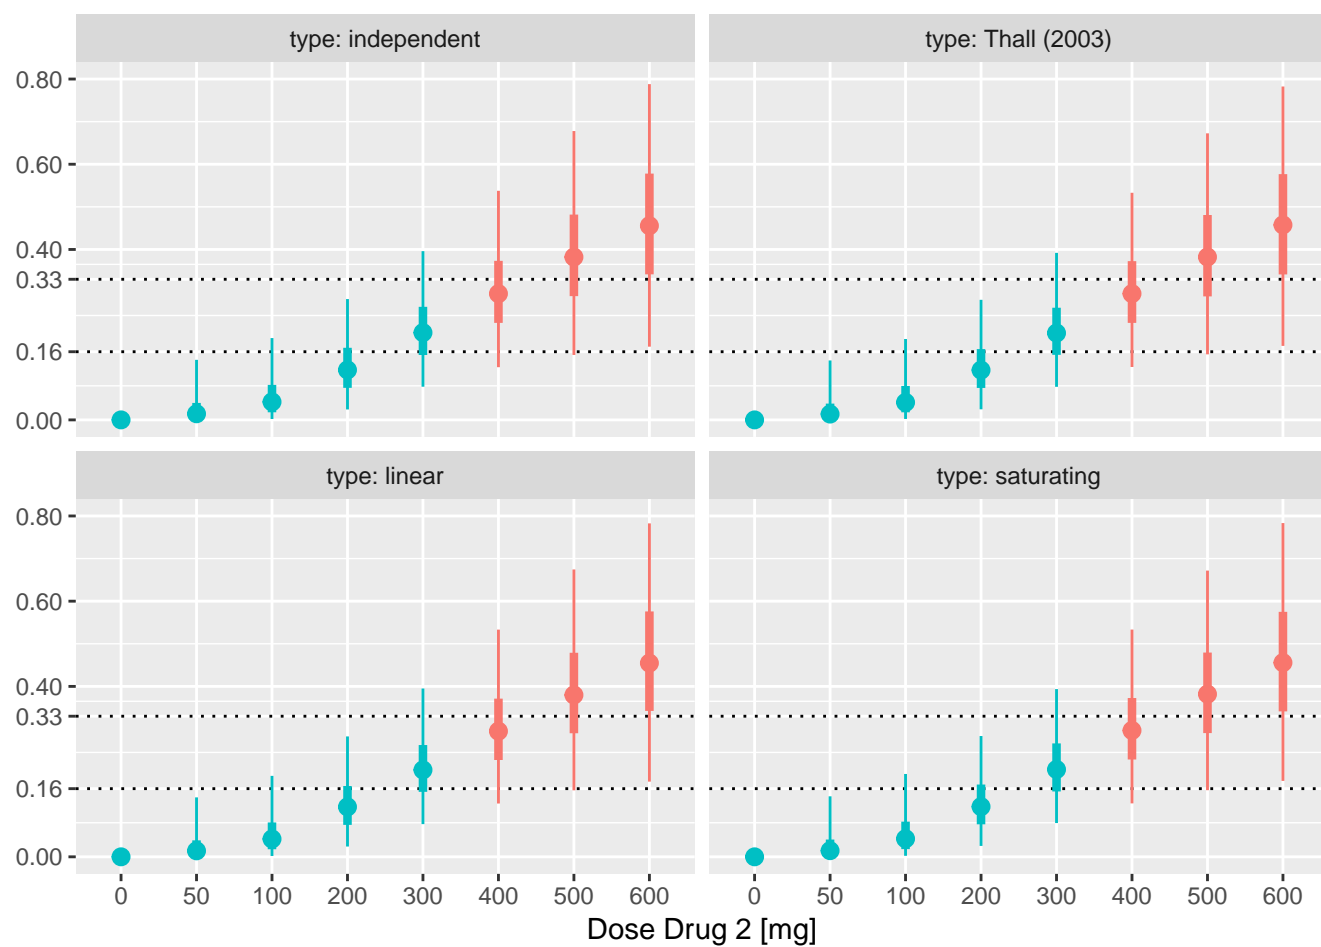 type: independent
type: Thall (2003)
0.80
0.60
0.40
0.33
0.16
0.00
type: linear
type: saturating
0.80
0.60
0.40
0.33
0.16
0.00
0 50 100 200 300 400 500 600
0 50 100 200 300 400 500 600
Dose Drug 2 [mg]